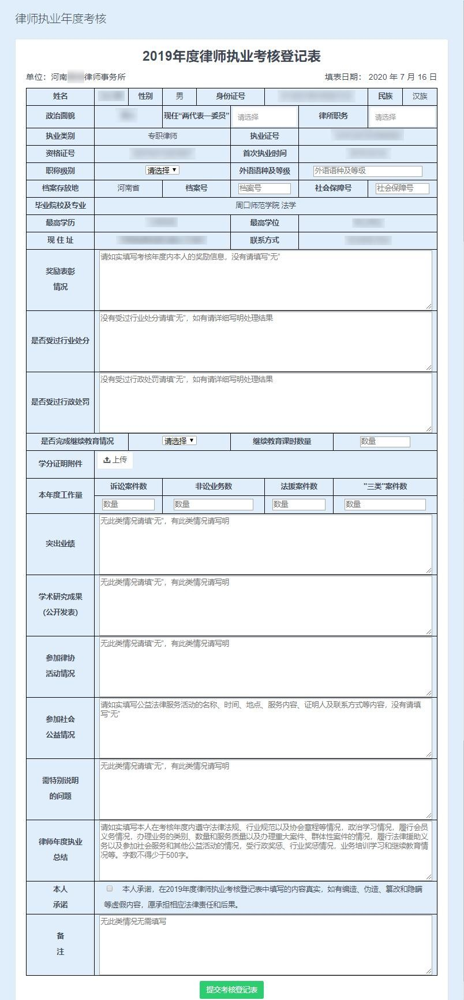 律师执业年度考核
2019年度律师执业考核登记表
单位：河南 律师事务所 填表日期： 2020 年 7 月 16 日
姓名 性别 男 身份证号 民族 汉族
政治面貌 现任“两代表一委员” 请选择 律所职务 请选择
执业类别 专职律师 执业证号
资格证号 首次执业时间
职称级别 请选择 外语语种及等级 外语语种及等级
档案存放地 河南省 档案号 档案号 社会保障号 社会保障号
毕业院校及专业 周口师范学院 法学
最高学历 最高学位
现 住 址 联系方式
奖励表彰
情况
请如实填写考核年度内本人的奖励信息，没有请填写“无”
是否受过行业处分
没有受过行业处分请填“无”，如有请详细写明处理结果
是否受过行政处罚
没有受过行政处罚请填“无”，如有请详细写明处理结果
是否完成继续教育情况 请选择 继续教育课时数量 数量
学分证明附件 上传
本年度工作量
诉讼案件数 非讼业务数 法援案件数 "三类"案件数
数量 数量 数量 数量
突出业绩
无此类情况请填“无”，有此类情况请写明
学术研究成果
（公开发表）
无此类情况请填“无”，有此类情况请写明
参加律协
活动情况
无此类情况请填“无”，有此类情况请写明
参加社会
公益情况
请如实填写公益法律服务活动的名称、时间、地点、服务内容、证明人及联系方式等内容，没有请填
写“无”
需特别说明
的问题
无此类情况请填“无”，有此类情况请写明
律师年度执业
总结
请如实填写本人在考核年度内遵守法律法规、行业规范以及协会章程等情况，政治学习情况，履行会员
义务情况，办理业务的类别、数量和服务质量以及办理重大案件、群体性案件的情况，履行法律援助义
务以及参加社会服务和其他公益活动的情况，受行政奖惩、行业奖惩情况，业务培训学习和继续教育情
况等。字数不得少于500字。
本人
承诺
本人承诺，在2019年度律师执业考核登记表中填写的内容真实，如有编造、伪造、篡改和隐瞒
等虚假内容，愿承担相应法律责任和后果。
备
注
无此类情况无需填写
提交考核登记表